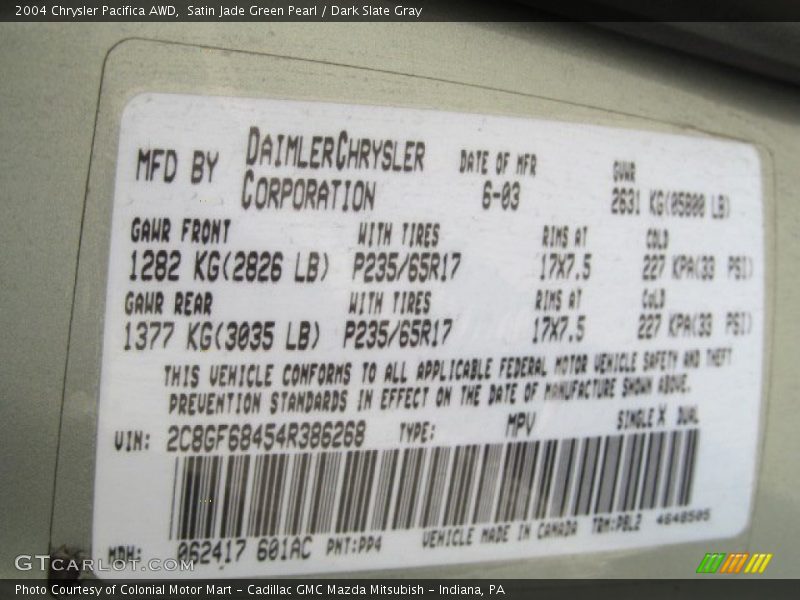 2004 Chrysler Pacifica AWD, Satin Jade Green Pearl / Dark Slate Gray
MFD BY DAIMLERCHRYSLER CORPORATION DATE OF MFR 6-03 GVWR 2631 KG(05800 LB)
GAWR FRONT WITH TIRES RIMS AT COLD
1282 KG(2826 LB) P235/65R17 17X7.5 227 KPA(33 PSI)
GAWR REAR WITH TIRES RIMS AT COLD
1377 KG(3035 LB) P235/65R17 17X7.5 227 KPA(33 PSI)
THIS VEHICLE CONFORMS TO ALL APPLICABLE FEDERAL MOTOR VEHICLE SAFETY AND THEFT
PREVENTION STANDARDS IN EFFECT ON THE DATE OF MANUFACTURE SHOWN ABOVE.
VIN: 2C8GF68454R386268 TYPE: MPV SINGLE X DUAL
MDH: 062417 601AC PNT:PP4 VEHICLE MADE IN CANADA TRM:PBL2 4648505
GTCarLot.com
Photo Courtesy of Colonial Motor Mart - Cadillac GMC Mazda Mitsubish - Indiana, PA